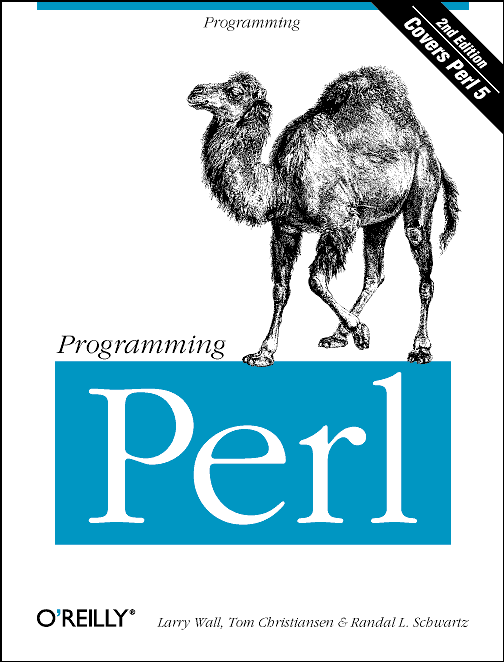 Programming
2nd Edition
Covers Perl 5
Programming
Perl
O'REILLY®
Larry Wall, Tom Christiansen & Randal L. Schwartz